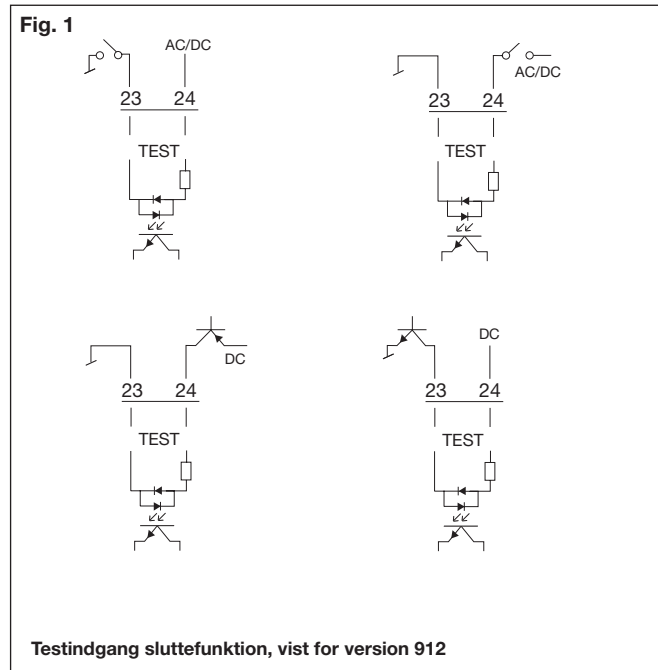 Fig. 1
AC/DC
23 24
TEST
AC/DC
23 24
TEST
DC
23 24
TEST
DC
23 24
TEST
Testindgang sluttefunktion, vist for version 912